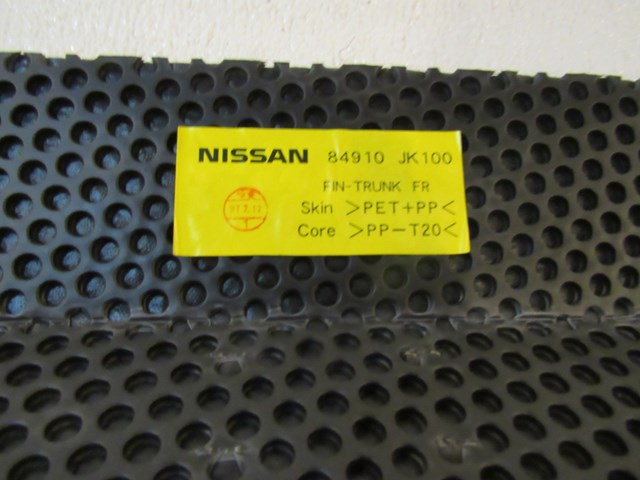 NISSAN 84910 JK100
FIN-TRUNK FR
Skin >PET+PP<
Core >PP-T20<